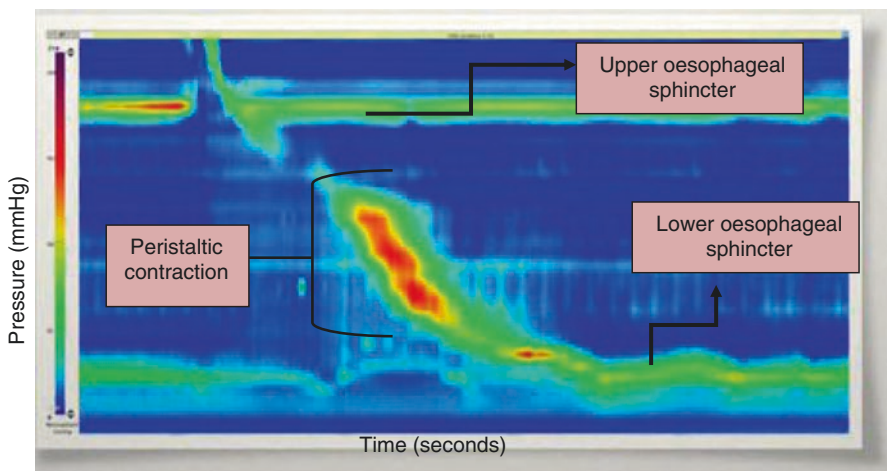 Upper oesophageal
sphincter
Lower oesophageal
sphincter
Peristaltic
contraction
Pressure (mmHg)
Time (seconds)